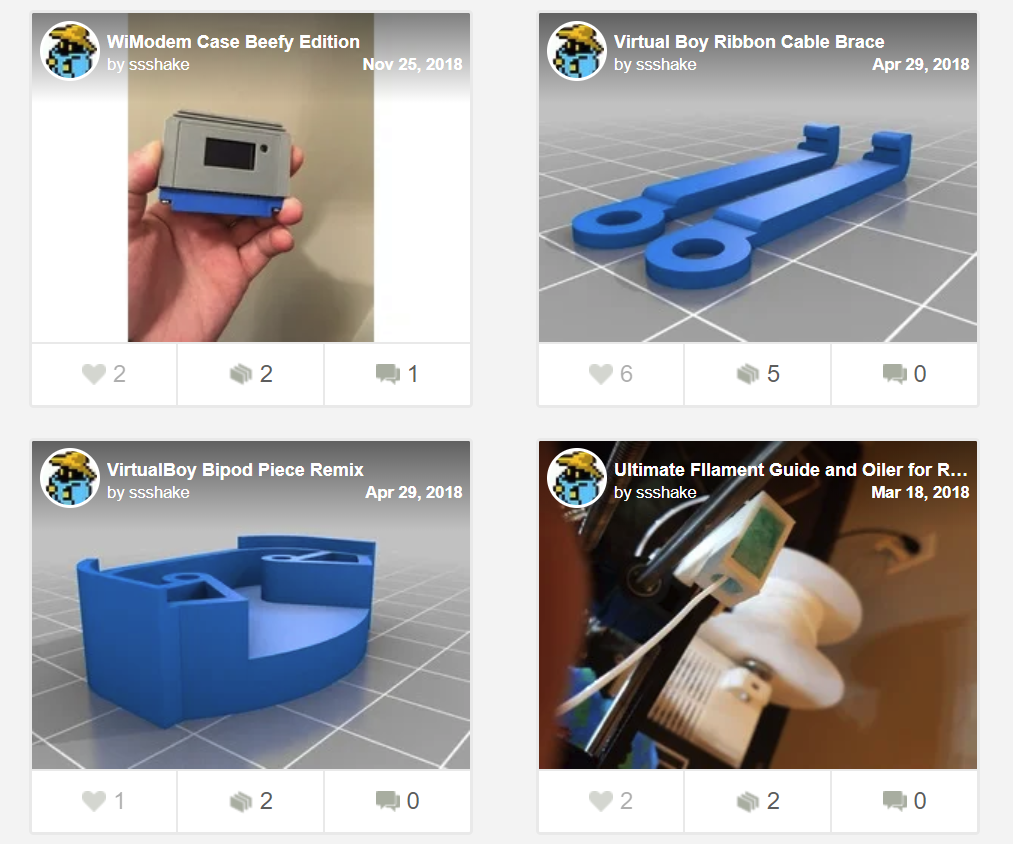 WiModem Case Beefy Edition
by ssshake Nov 25, 2018
2 2 1
Virtual Boy Ribbon Cable Brace
by ssshake Apr 29, 2018
6 5 0
VirtualBoy Bipod Piece Remix
by ssshake Apr 29, 2018
1 2 0
Ultimate FIlament Guide and Oiler for R...
by ssshake Mar 18, 2018
2 2 0